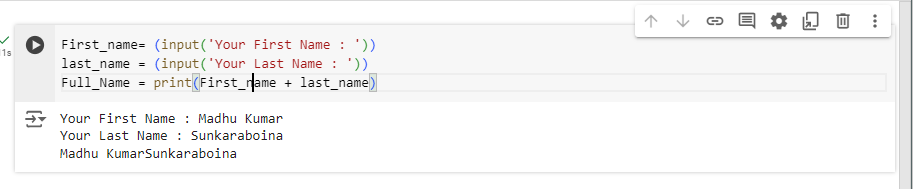 First_name= (input('Your First Name : '))
last_name = (input('Your Last Name : '))
Full_Name = print(First_name + last_name)
1s
Your First Name : Madhu Kumar
Your Last Name : Sunkaraboina
Madhu KumarSunkaraboina